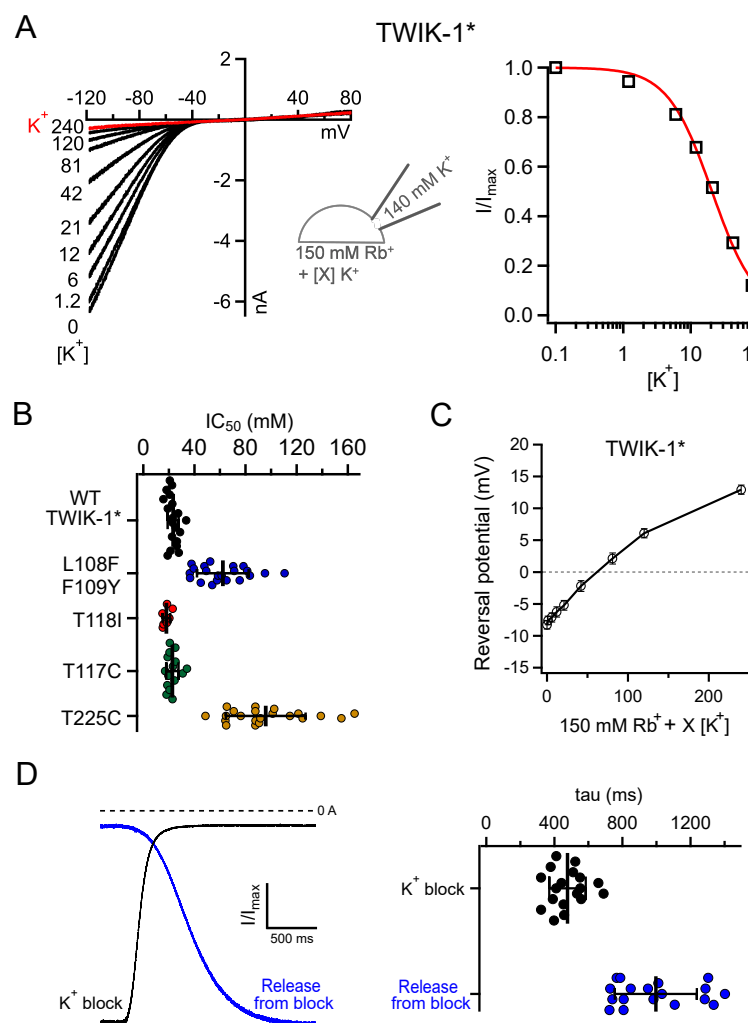 A
TWIK-1*
2
-120
-80
-40
40
80
mV
K⁺
240
120
81
42
21
12
6
1.2
0
[K⁺]
-2
-4
-6
nA
140 mM K⁺
150 mM Rb⁺
+ [X] K⁺
1.0
0.8
0.6
0.4
0.2
0.0
I/Imax
0.1
1
10
[K⁺]
B
IC₅₀ (mM)
0
40
80
120
160
WT
TWIK-1*
L108F
F109Y
T118I
T117C
T225C
C
TWIK-1*
20
15
10
5
0
-5
-10
-15
Reversal potential (mV)
0
100
200
150 mM Rb⁺ + X [K⁺]
D
0 A
I/Imax
500 ms
K⁺ block
Release
from block
tau (ms)
0
400
800
1200
K⁺ block
Release
from block